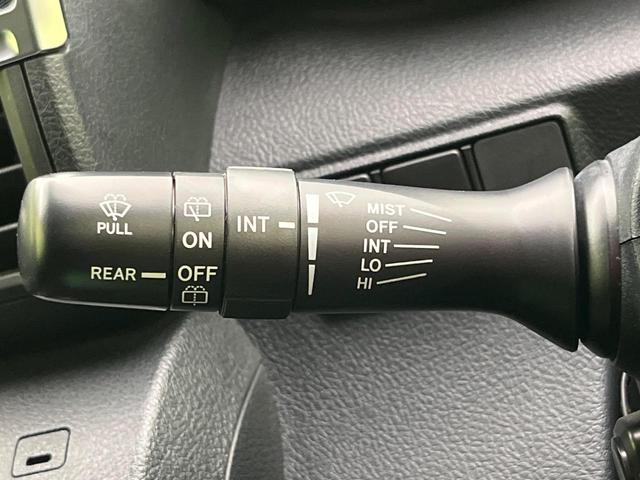 PULL
REAR
ON
OFF
INT
MIST
OFF
INT
LO
HI